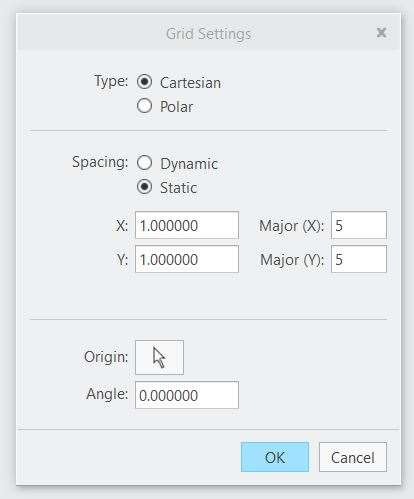 Grid Settings
Type: Cartesian
Polar
Spacing: Dynamic
Static
X: 1.000000 Major (X): 5
Y: 1.000000 Major (Y): 5
Origin:
Angle: 0.000000
OK Cancel